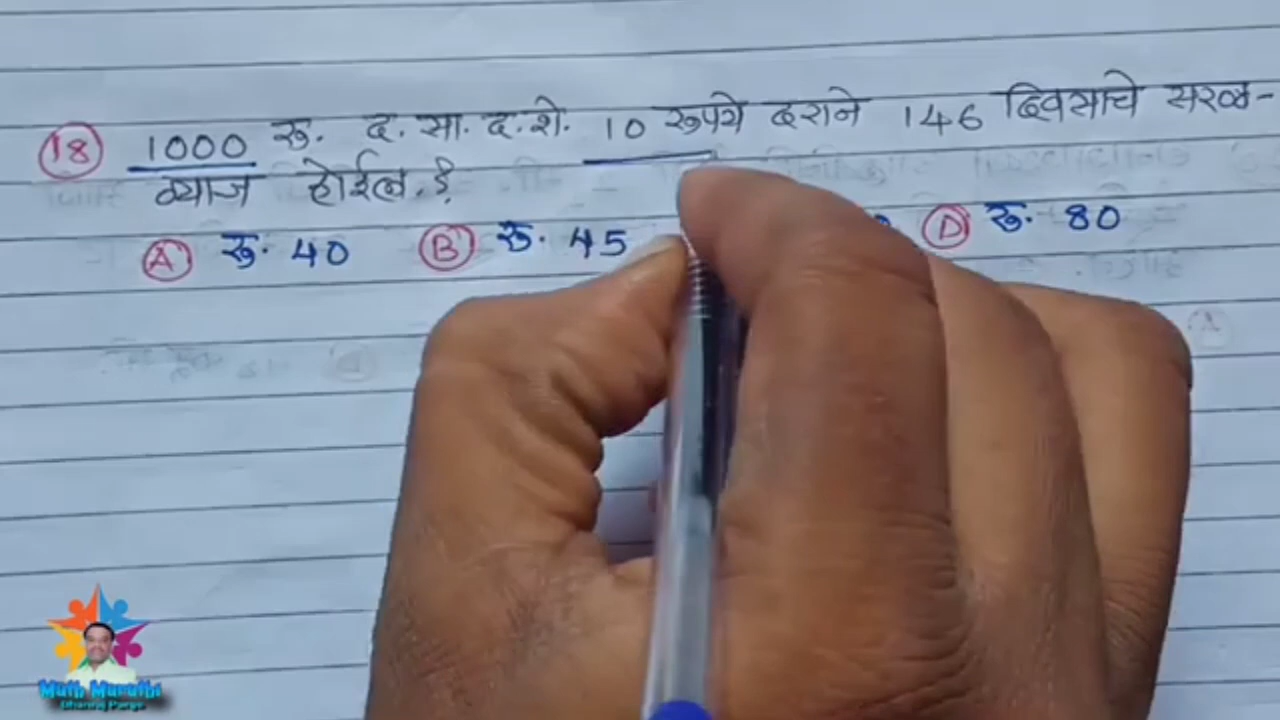 18 1000 रू. द. सा. द. शे. 10 रूपये दराने 146 दिवसाचे सरळ-
व्याज होईल.?
A रू. 40 B रू. 45 D रू. 80
Math Marathi